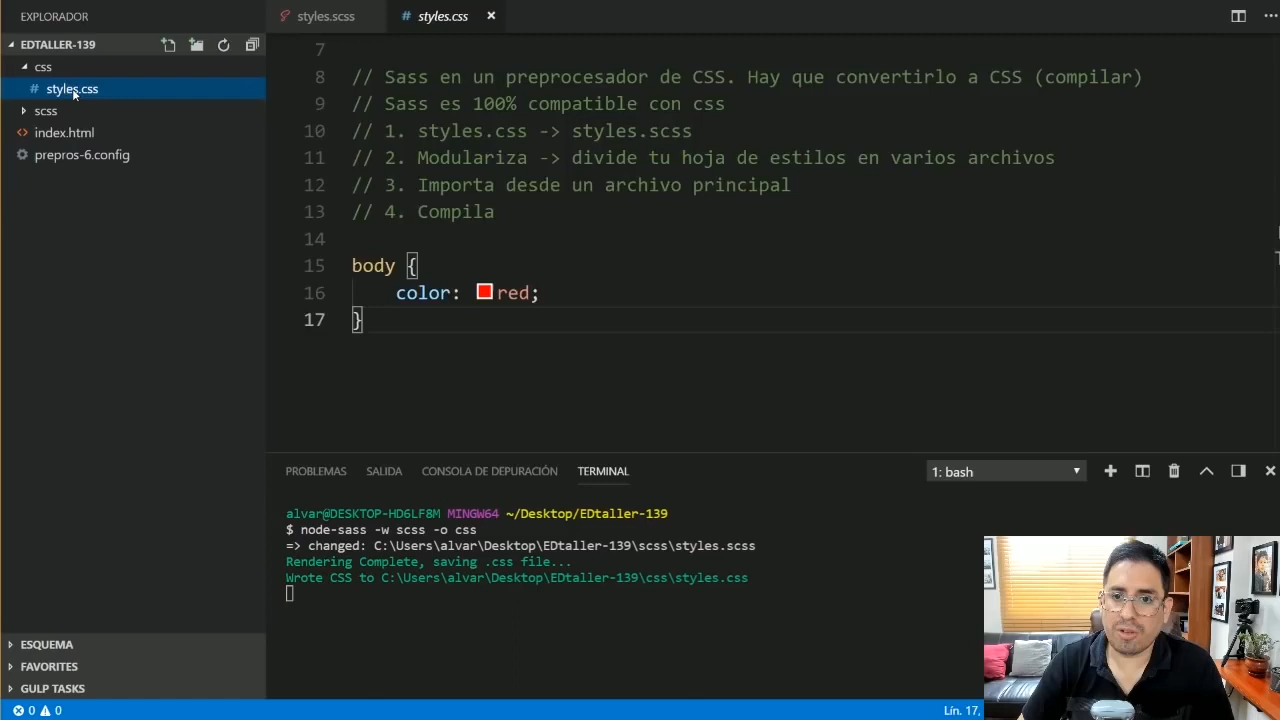 EXPLORADOR
EDTALLER-139
css
# styles.css
scss
<> index.html
prepros-6.config
ESQUEMA
FAVORITES
GULP TASKS
0 0
styles.scss
# styles.css
7
8 // Sass en un preprocesador de CSS. Hay que convertirlo a CSS (compilar)
9 // Sass es 100% compatible con css
10 // 1. styles.css -> styles.scss
11 // 2. Modulariza -> divide tu hoja de estilos en varios archivos
12 // 3. Importa desde un archivo principal
13 // 4. Compila
14
15 body {
16 color: red;
17 }
PROBLEMAS SALIDA CONSOLA DE DEPURACIÓN TERMINAL
1: bash
alvar@DESKTOP-HD6LF8M MINGW64 ~/Desktop/EDtaller-139
$ node-sass -w scss -o css
=> changed: C:\Users\alvar\Desktop\EDtaller-139\scss\styles.scss
Rendering Complete, saving .css file...
Wrote CSS to C:\Users\alvar\Desktop\EDtaller-139\css\styles.css
Lín. 17,